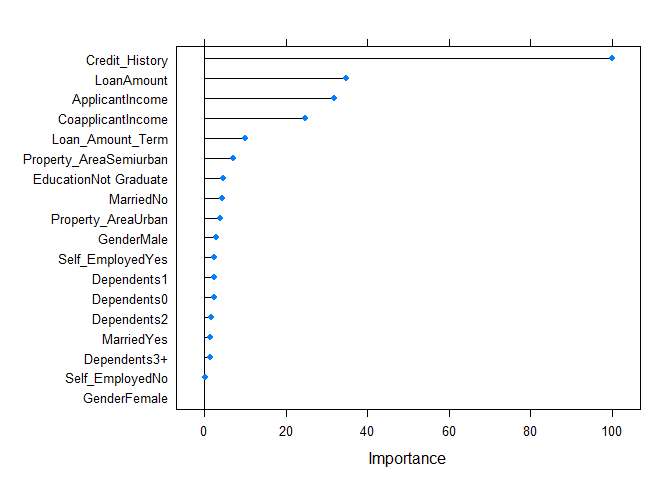 Credit_History
LoanAmount
ApplicantIncome
CoapplicantIncome
Loan_Amount_Term
Property_AreaSemiurban
EducationNot Graduate
MarriedNo
Property_AreaUrban
GenderMale
Self_EmployedYes
Dependents1
Dependents0
Dependents2
MarriedYes
Dependents3+
Self_EmployedNo
GenderFemale
0 20 40 60 80 100
Importance